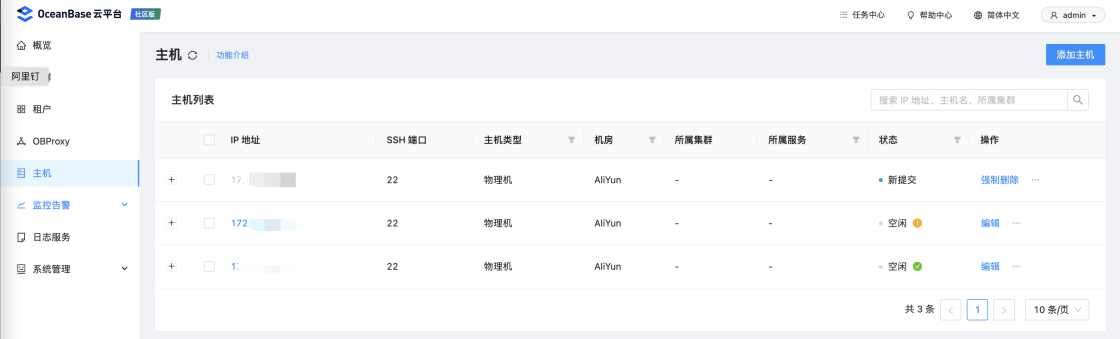 OceanBase 云平台 社区版
任务中心 帮助中心 简体中文 admin
概览
阿里钉
租户
OBProxy
主机
监控告警
日志服务
系统管理
主机 功能介绍 添加主机
主机列表 搜索 IP 地址、主机名、所属集群
IP 地址 SSH 端口 主机类型 机房 所属集群 所属服务 状态 操作
22 物理机 AliYun - - 新提交 强制删除 ···
172 22 物理机 AliYun - - 空闲 编辑 ···
22 物理机 AliYun - - 空闲 编辑 ···
共 3 条 < 1 > 10 条/页